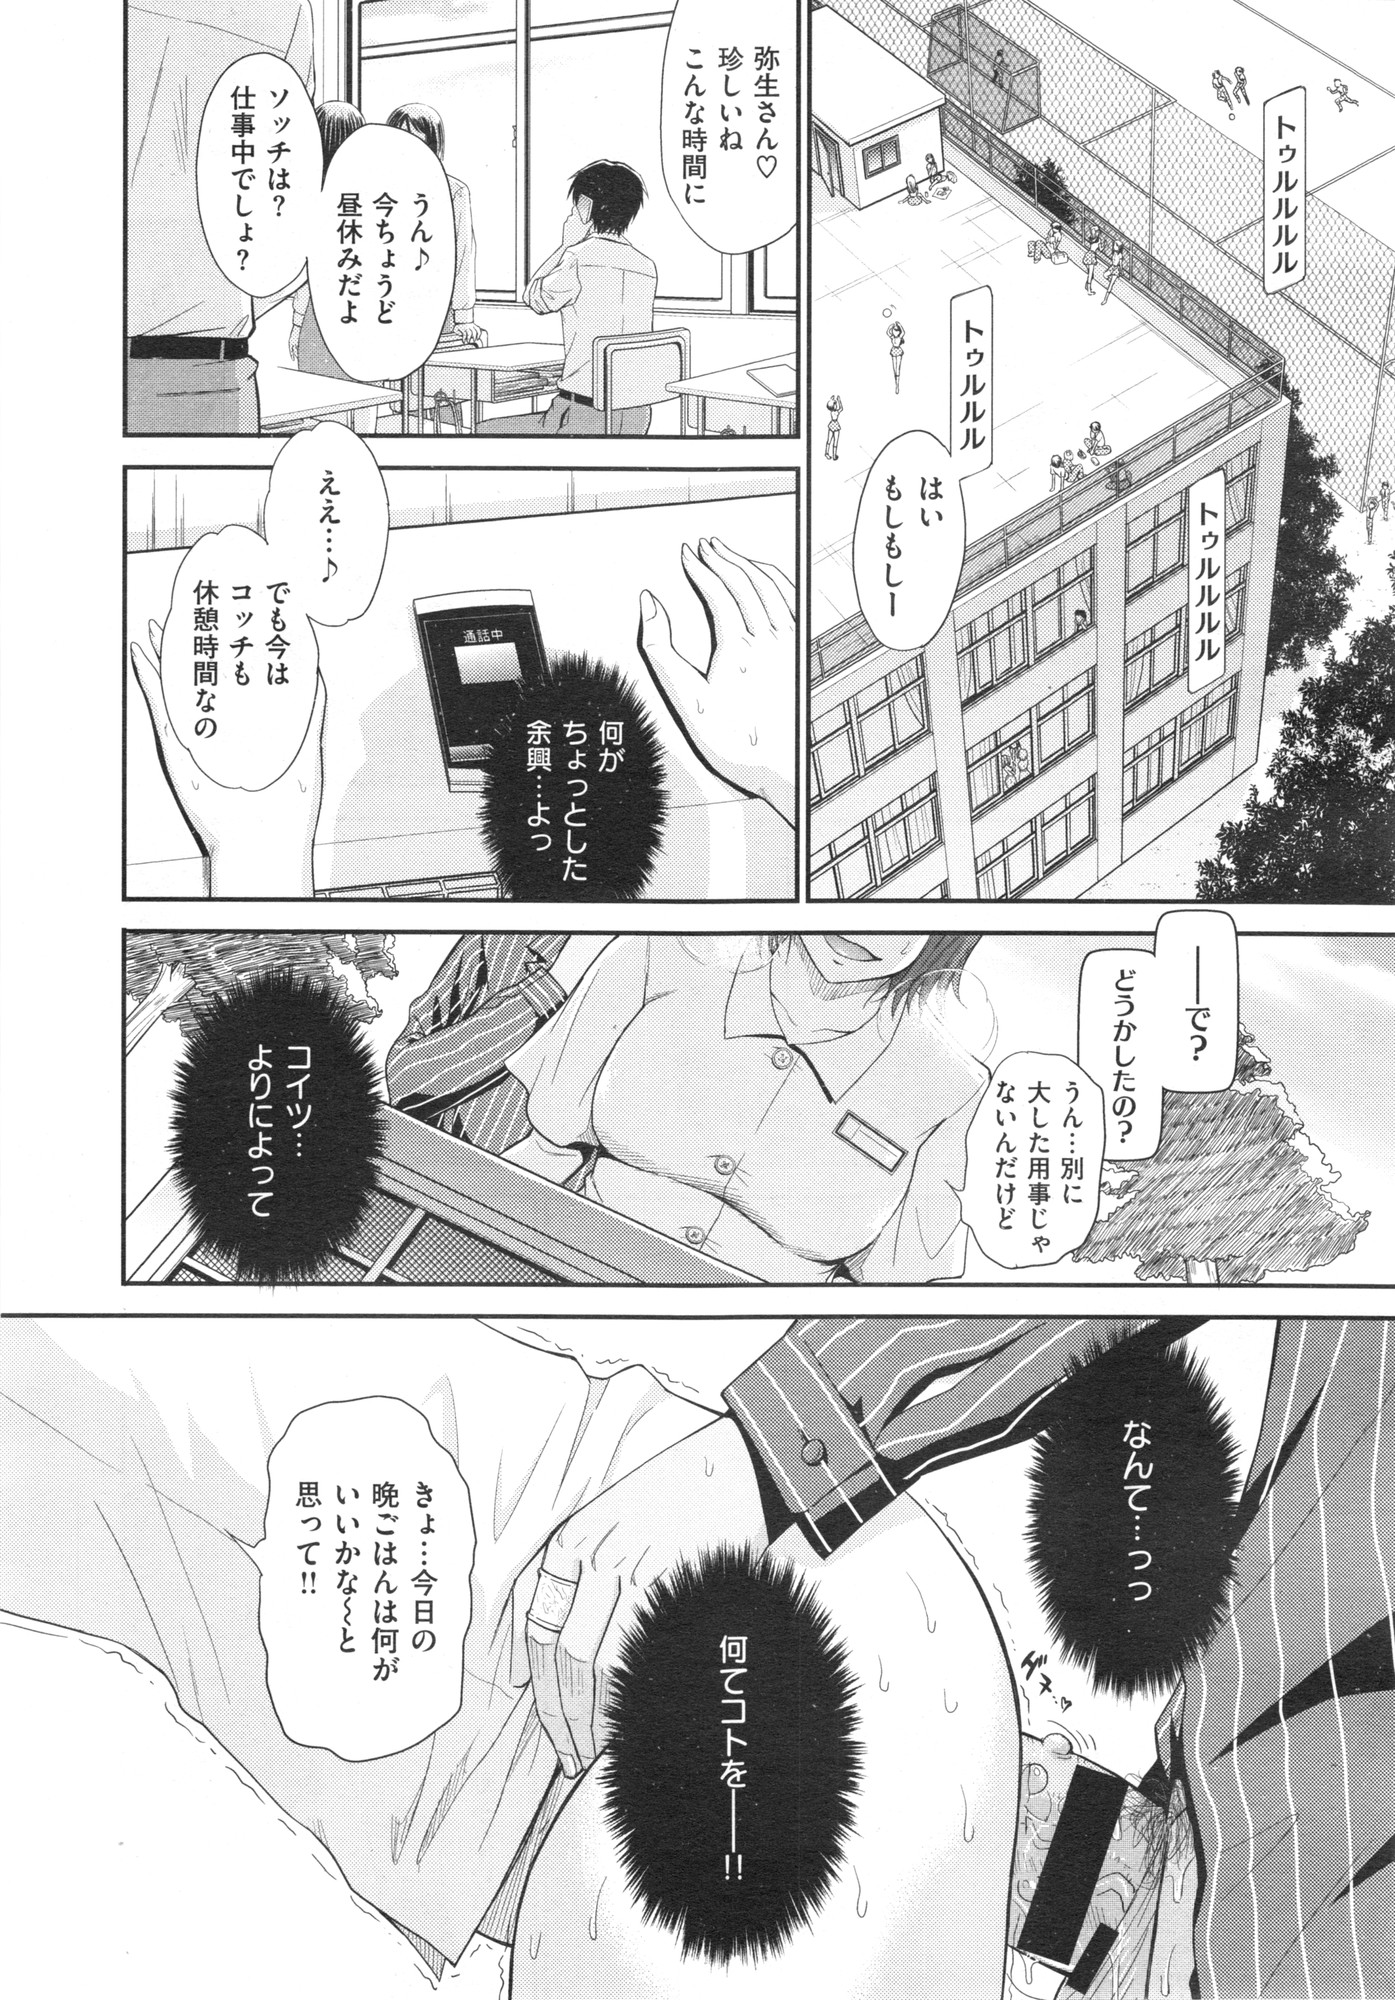 トゥルルルル
トゥルルル
トゥルルルル
はい
もしもしー
弥生さん♡
珍しいね
こんな時間に
うん♪
今ちょうど
昼休みだよ
ソッチは?
仕事中でしょ?
ええ…♪
でも今は
コッチも
休憩時間なの
通話中
何が
ちょっとした
余興…よっ
――で?
どうかしたの?
うん…別に
大した用事じゃ
ないんだけど
コイツ…
よりによって
なんて…っっ
何てコトを――!!
きょ…今日の
晩ごはんは何が
いいかな〜と
思って!!